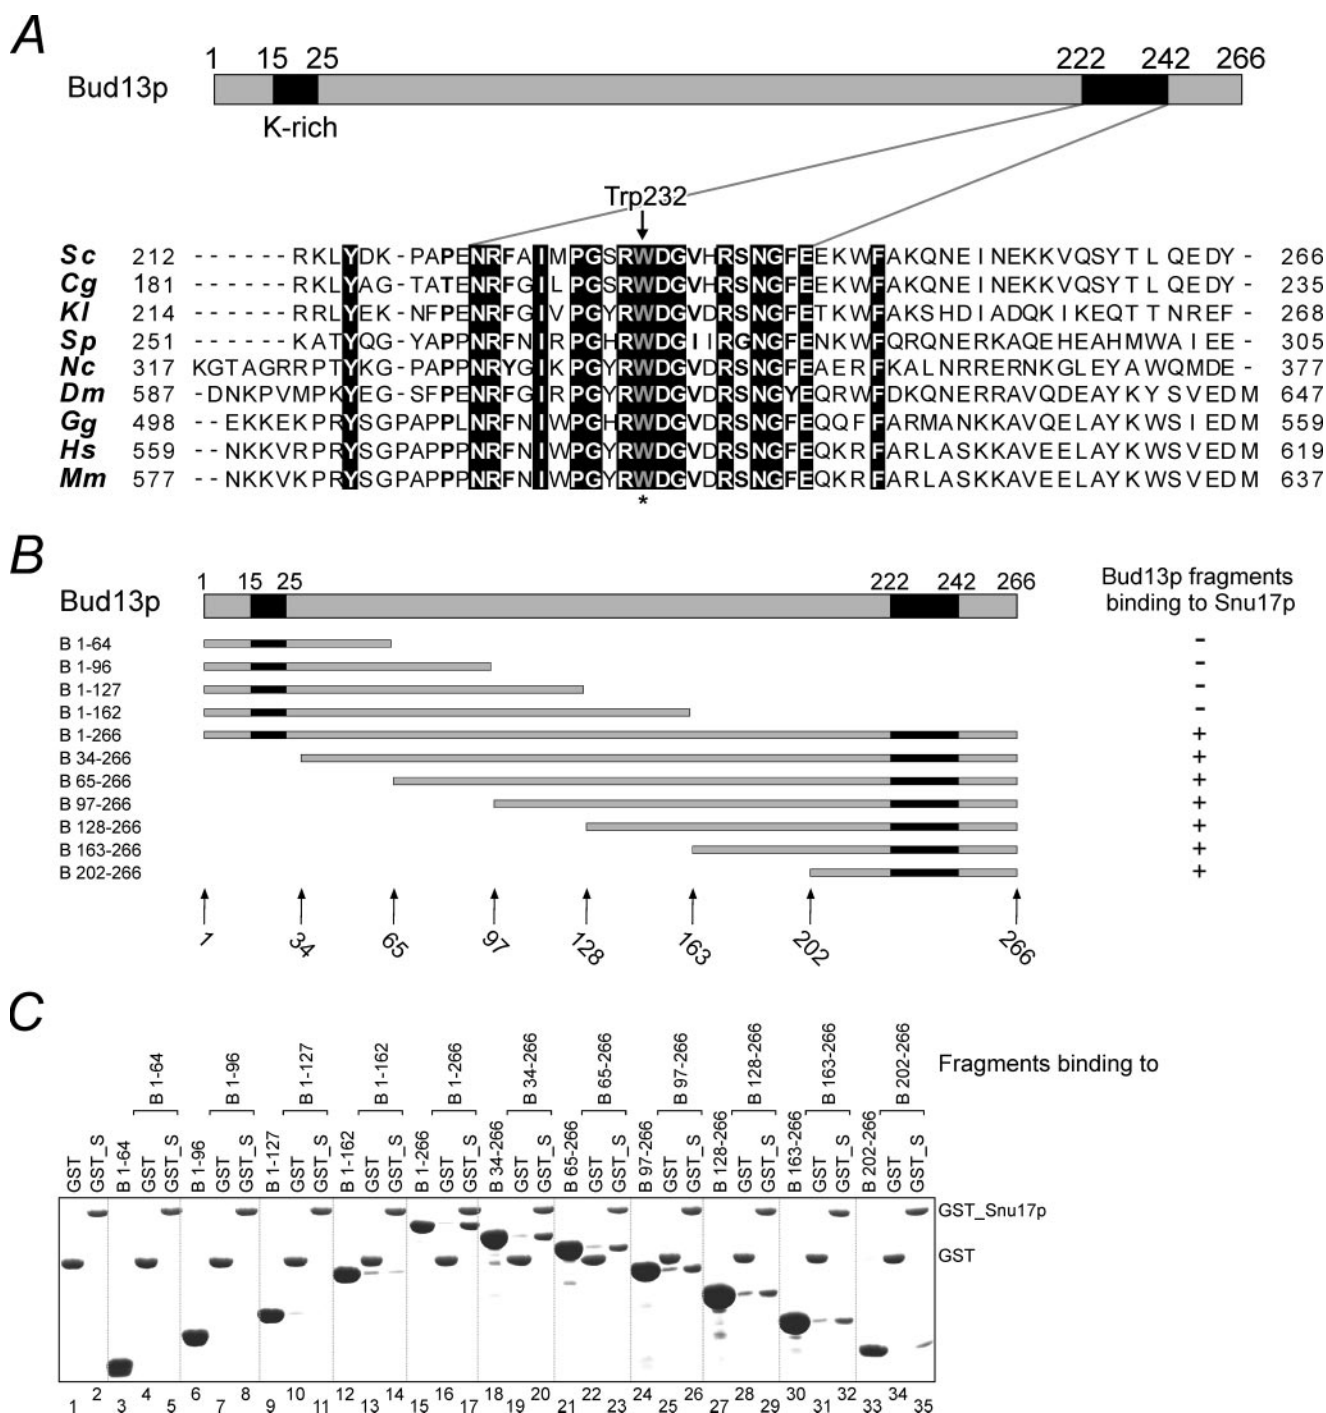 A
1 15 25 222 242 266
Bud13p
K-rich
Trp232
Sc 212 ------RKLYDK-PAPENRFAIMPGSRWDGVHRSNGFEEKWFAKQNEINEKKVQSYTLQEDY- 266
Cg 181 ------RKLYAG-TATENRFGILPGSRWDGVHRSNGFEEKWFAKQNEINEKKVQSYTLQEDY- 235
Kl 214 ------RRLYEK-NFPENRFGIVPGYRWDGVDRSNGFETKWFAKSHDIADQKIKEQTTNREF- 268
Sp 251 ------KATYQG-YAPPNRFNIRPGHRWDGIIRGNGFENKWFQRQNERKAQEHEAHMWAIEE- 305
Nc 317 KGTAGRRPTYKG-PAPPNRYGIKPGYRWDGVDRSNGFEAERFKALNRRERNKGLEYAWQMDE- 377
Dm 587 -DNKPVMPKYEG-SFPENRFGIRPGYRWDGVDRSNGYEQRWFDKQNERRAVQDEAYKYSVEDM 647
Gg 498 --EKKEKPRYSGPAPPLNRFNIWPGHRWDGVDRSNGFEQQFFARMANKKAVQELAYKWSIEDM 559
Hs 559 --NKKVRPRYSGPAPPPNRFNIWPGYRWDGVDRSNGFEQKRFARLASKKAVEELAYKWSVEDM 619
Mm 577 --NKKVKPRYSGPAPPPNRFNIWPGYRWDGVDRSNGFEQKRFARLASKKAVEELAYKWSVEDM 637
*
B
1 15 25 222 242 266
Bud13p
Bud13p fragments
binding to Snu17p
B 1-64 -
B 1-96 -
B 1-127 -
B 1-162 -
B 1-266 +
B 34-266 +
B 65-266 +
B 97-266 +
B 128-266 +
B 163-266 +
B 202-266 +
1 34 65 97 128 163 202 266
C
B 1-64 B 1-96 B 1-127 B 1-162 B 1-266 B 34-266 B 65-266 B 97-266 B 128-266 B 163-266 B 202-266
Fragments binding to
GST GST_S B 1-64 GST GST_S B 1-96 GST GST_S B 1-127 GST GST_S B 1-162 GST GST_S B 1-266 GST GST_S B 34-266 GST GST_S B 65-266 GST GST_S B 97-266 GST GST_S B 128-266 GST GST_S B 163-266 GST GST_S B 202-266 GST GST_S
GST_Snu17p
GST
1 2 3 4 5 6 7 8 9 10 11 12 13 14 15 16 17 18 19 20 21 22 23 24 25 26 27 28 29 30 31 32 33 34 35